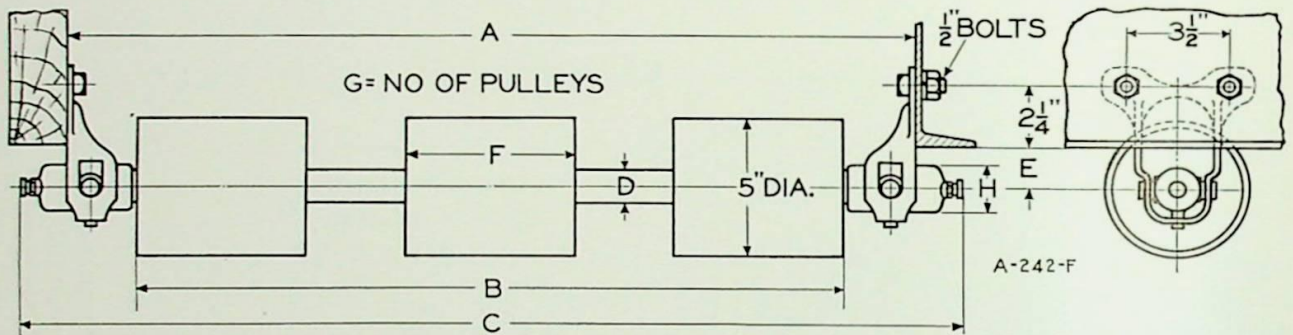 A
½" BOLTS
3½"
G= NO OF PULLEYS
2¼"
F
E
D
5" DIA.
H
A-242-F
B
C